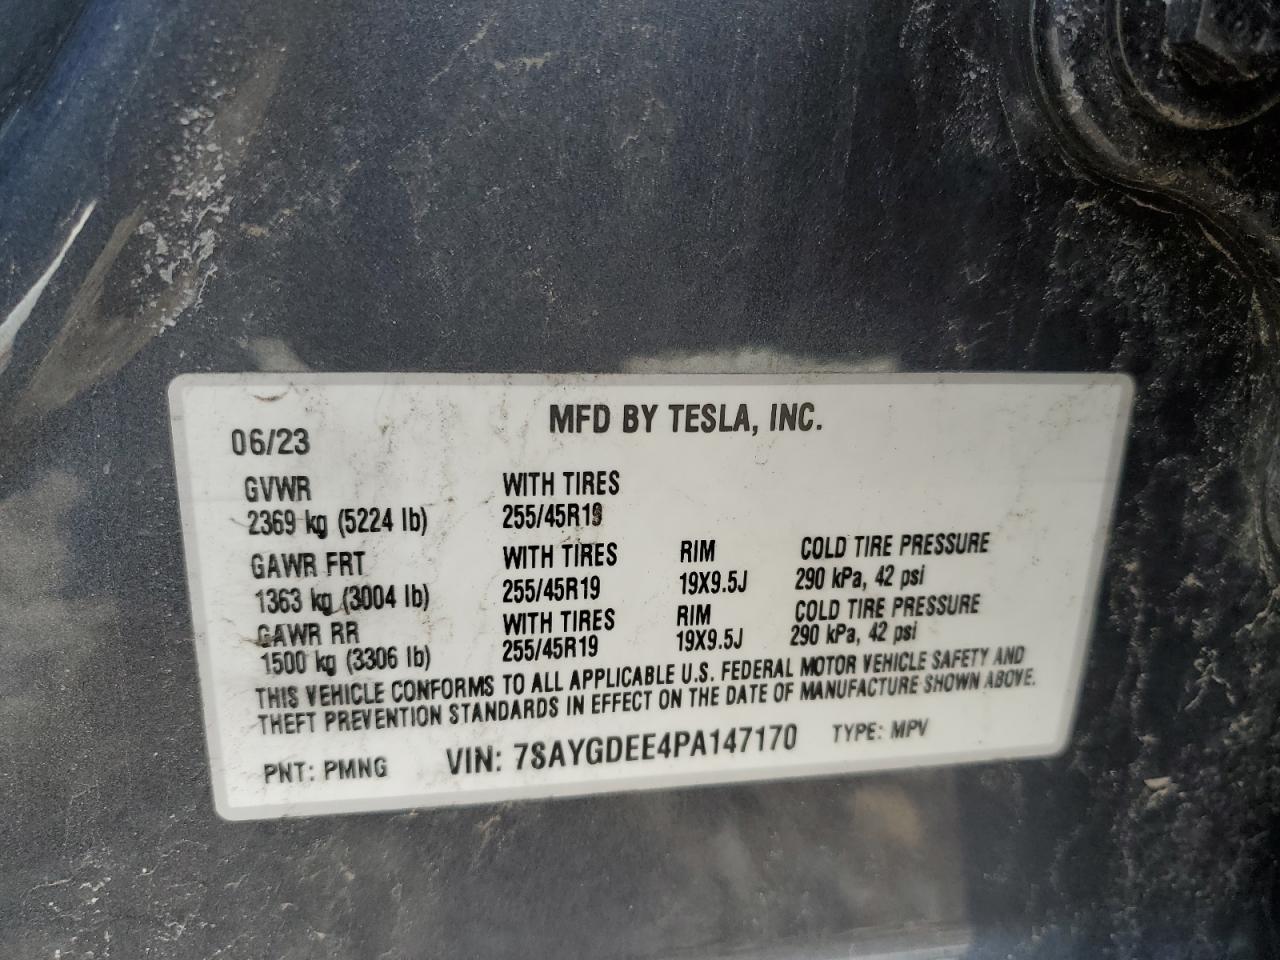 MFD BY TESLA, INC.
06/23
GVWR WITH TIRES
2369 kg (5224 lb) 255/45R19
GAWR FRT WITH TIRES RIM COLD TIRE PRESSURE
1363 kg (3004 lb) 255/45R19 19X9.5J 290 kPa, 42 psi
GAWR RR WITH TIRES RIM COLD TIRE PRESSURE
1500 kg (3306 lb) 255/45R19 19X9.5J 290 kPa, 42 psi
THIS VEHICLE CONFORMS TO ALL APPLICABLE U.S. FEDERAL MOTOR VEHICLE SAFETY AND
THEFT PREVENTION STANDARDS IN EFFECT ON THE DATE OF MANUFACTURE SHOWN ABOVE.
PNT: PMNG VIN: 7SAYGDEE4PA147170 TYPE: MPV